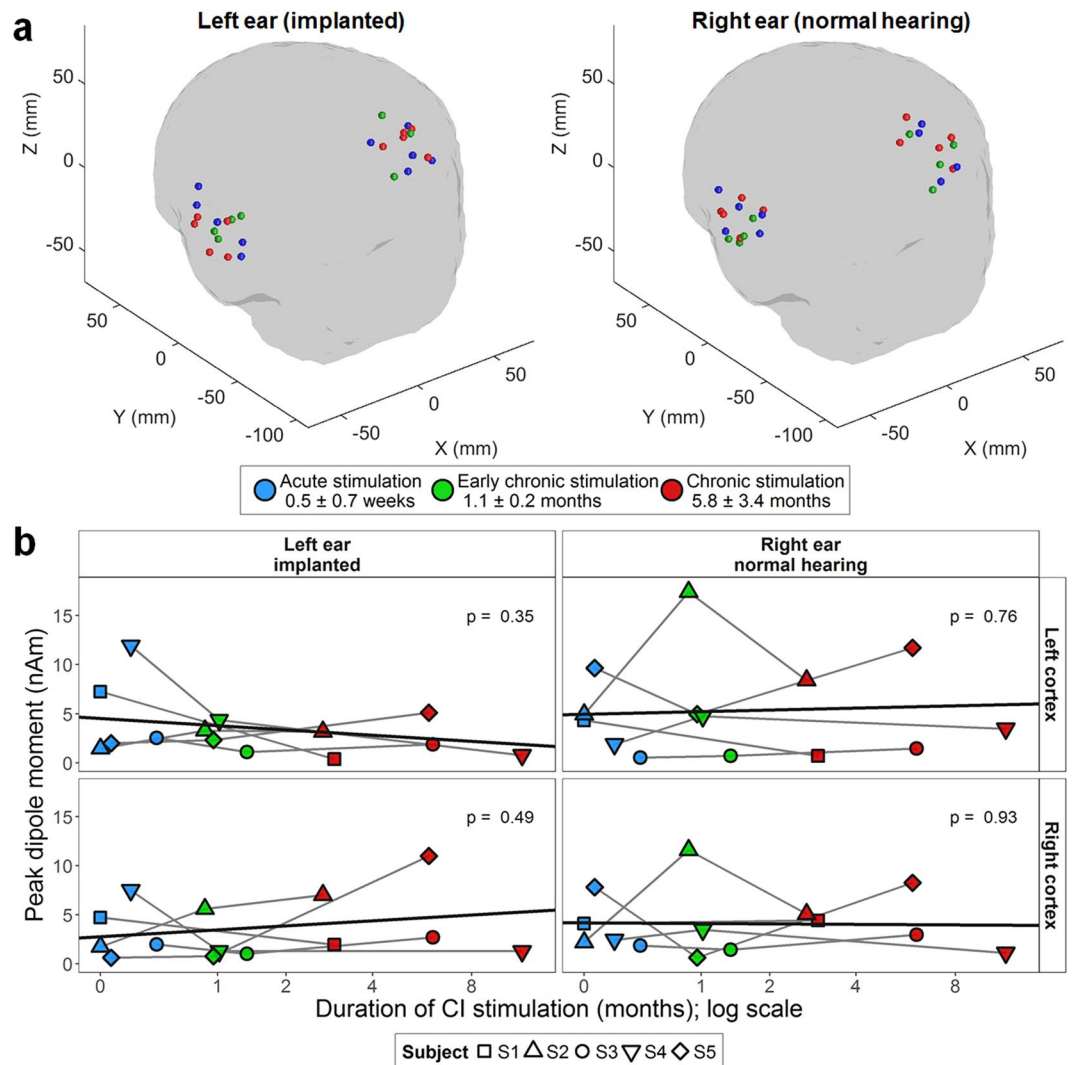 a
Left ear (implanted)
Right ear (normal hearing)
Z (mm)
50
0
-50
50
0
-50
-100
Y (mm)
-50
0
50
X (mm)
Z (mm)
50
0
-50
50
0
-50
-100
Y (mm)
-50
0
50
X (mm)
Acute stimulation
0.5 ± 0.7 weeks
Early chronic stimulation
1.1 ± 0.2 months
Chronic stimulation
5.8 ± 3.4 months
b
Left ear
implanted
Right ear
normal hearing
Peak dipole moment (nAm)
15
10
5
0
p = 0.35
p = 0.76
Left cortex
15
10
5
0
p = 0.49
p = 0.93
Right cortex
0 1 2 4 8
0 1 2 4 8
Duration of CI stimulation (months); log scale
Subject S1 S2 S3 S4 S5